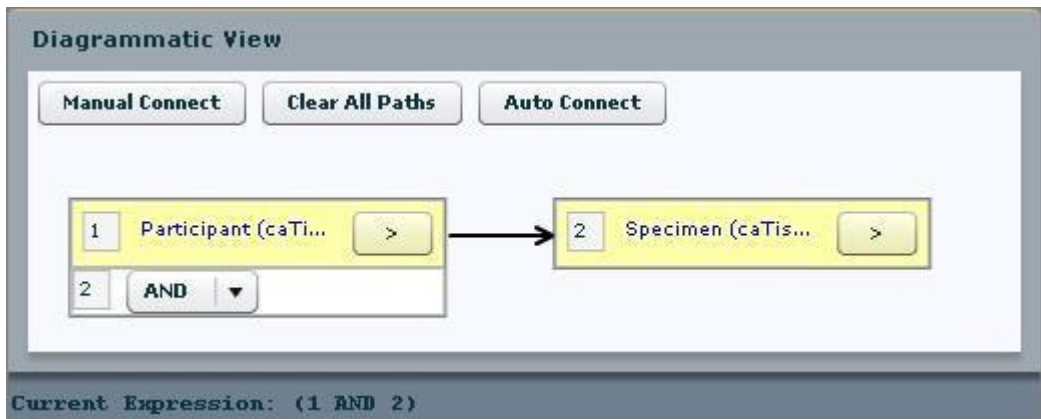 Diagrammatic View
Manual Connect Clear All Paths Auto Connect
1 Participant (caTi... > 2 Specimen (caTis... >
2 AND
Current Expression: (1 AND 2)